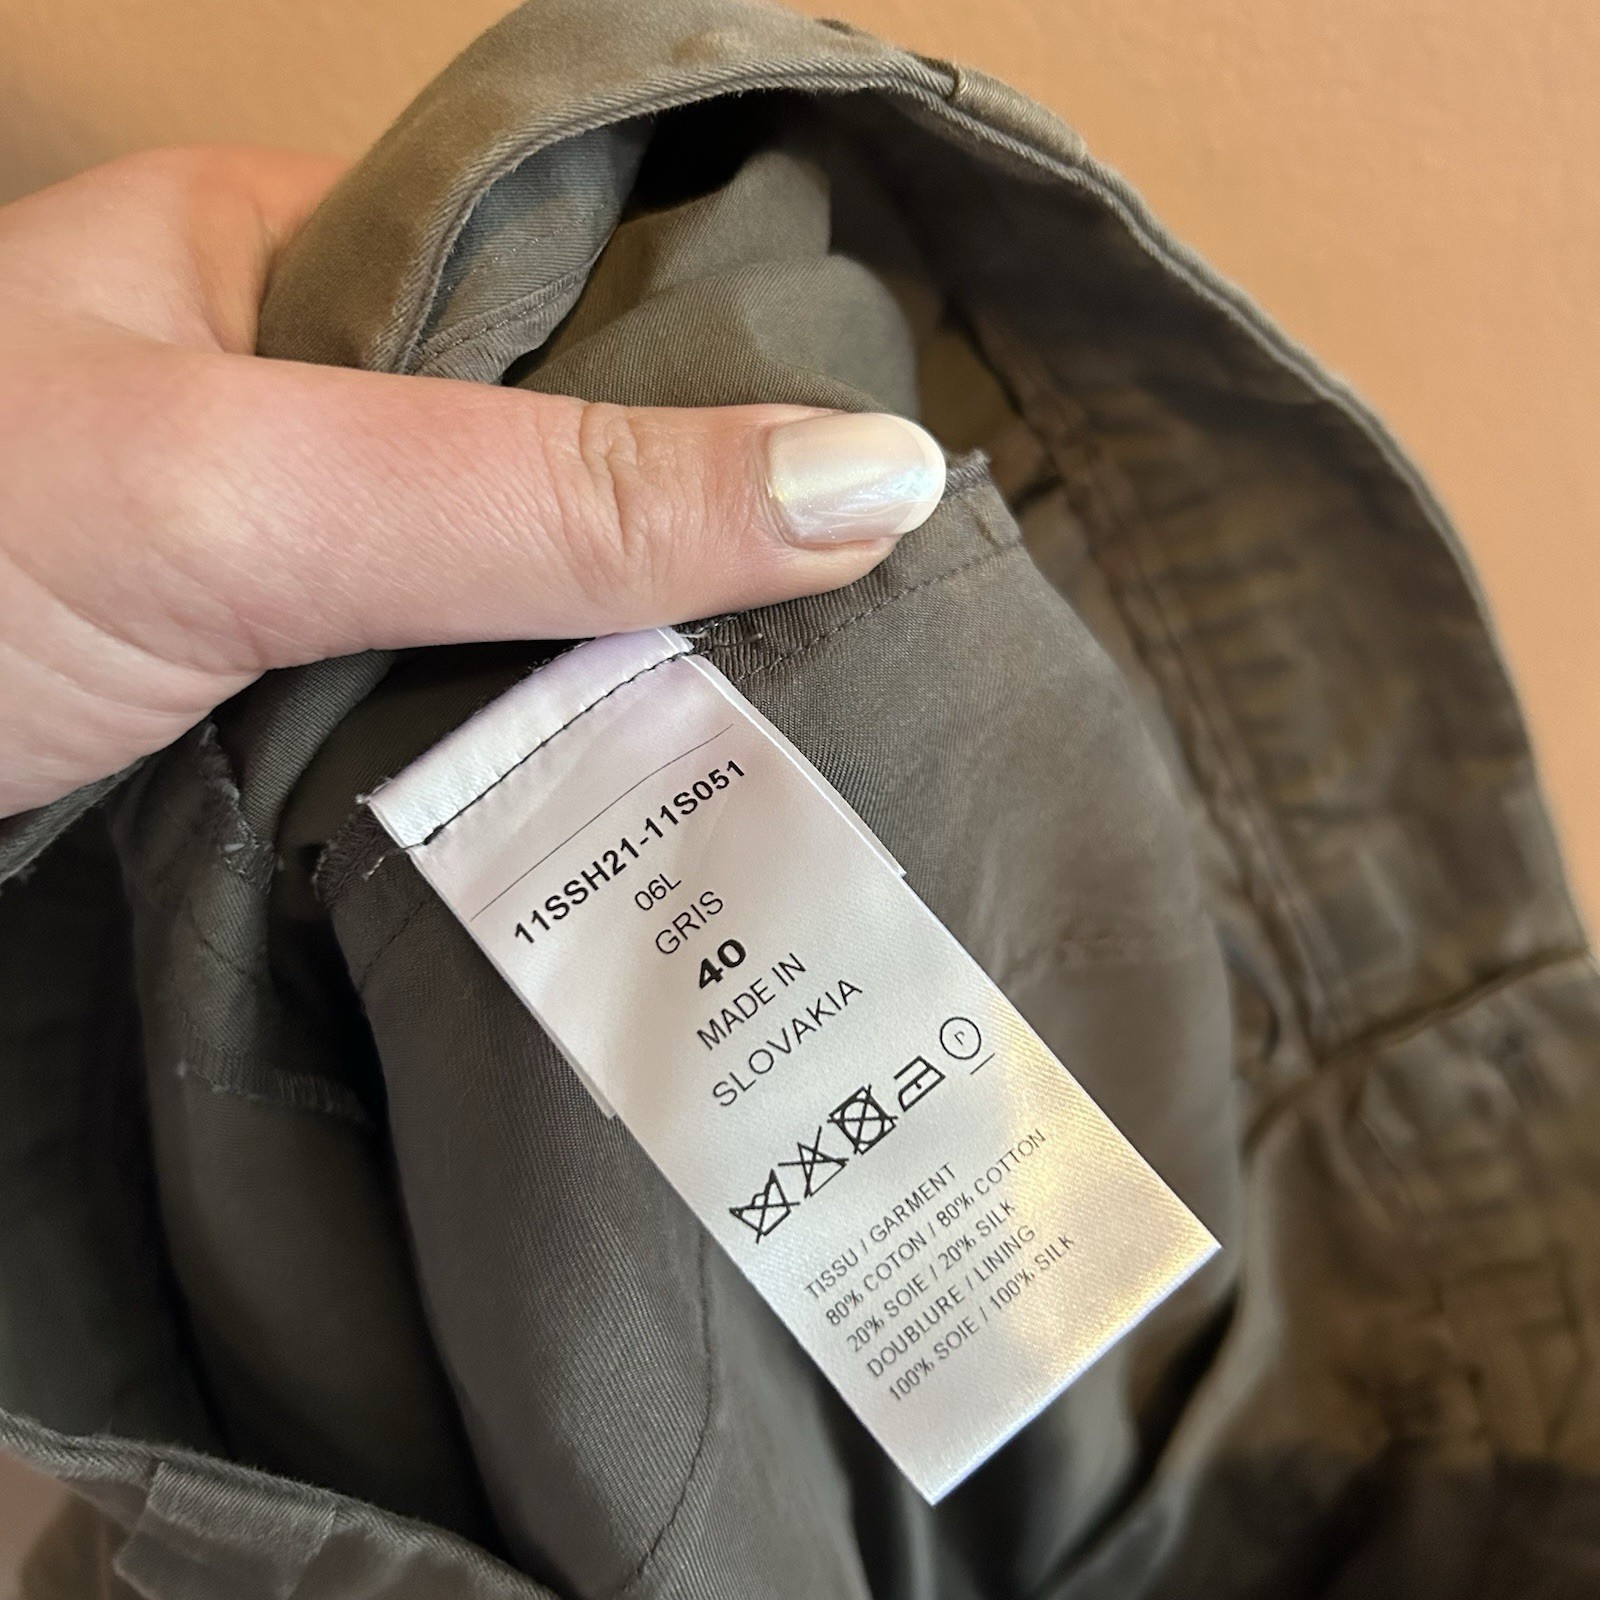 11SSH21-11S051
06L
GRIS
40
MADE IN
SLOVAKIA
P
TISSU / GARMENT
80% COTON / 80% COTTON
20% SOIE / 20% SILK
DOUBLURE / LINING
100% SOIE / 100% SILK